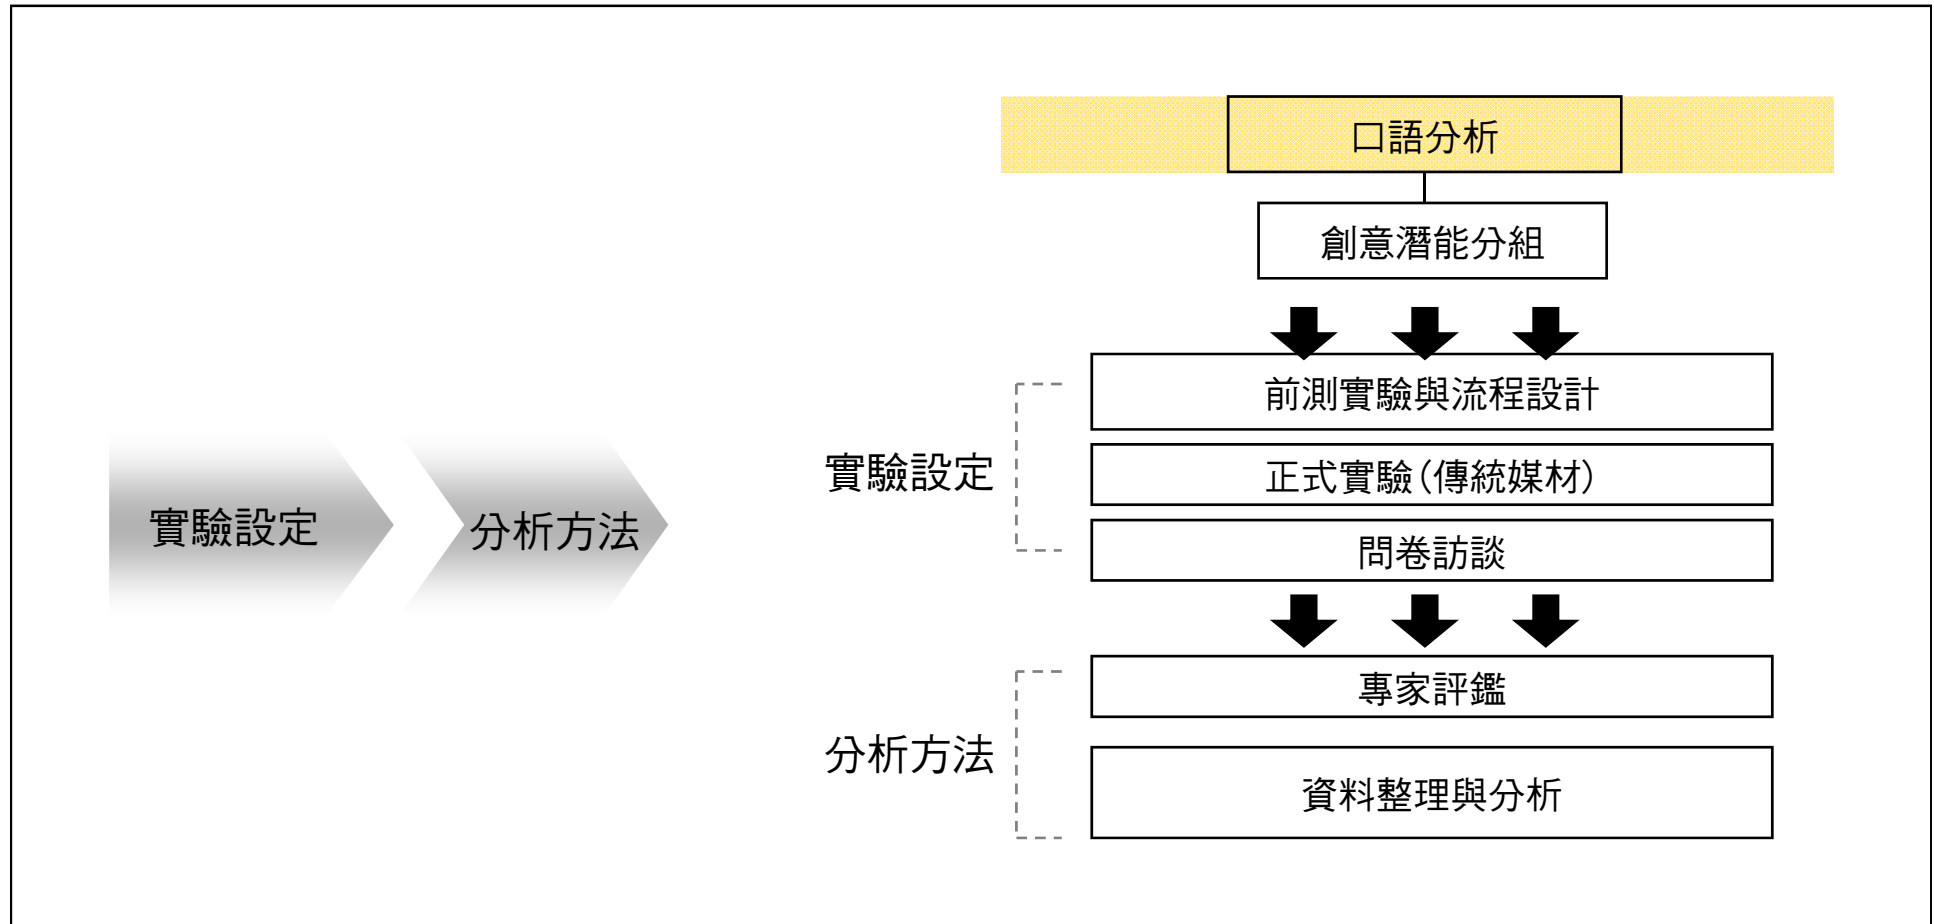 實驗設定
分析方法
口語分析
創意潛能分組
實驗設定
前測實驗與流程設計
正式實驗(傳統媒材)
問卷訪談
分析方法
專家評鑑
資料整理與分析